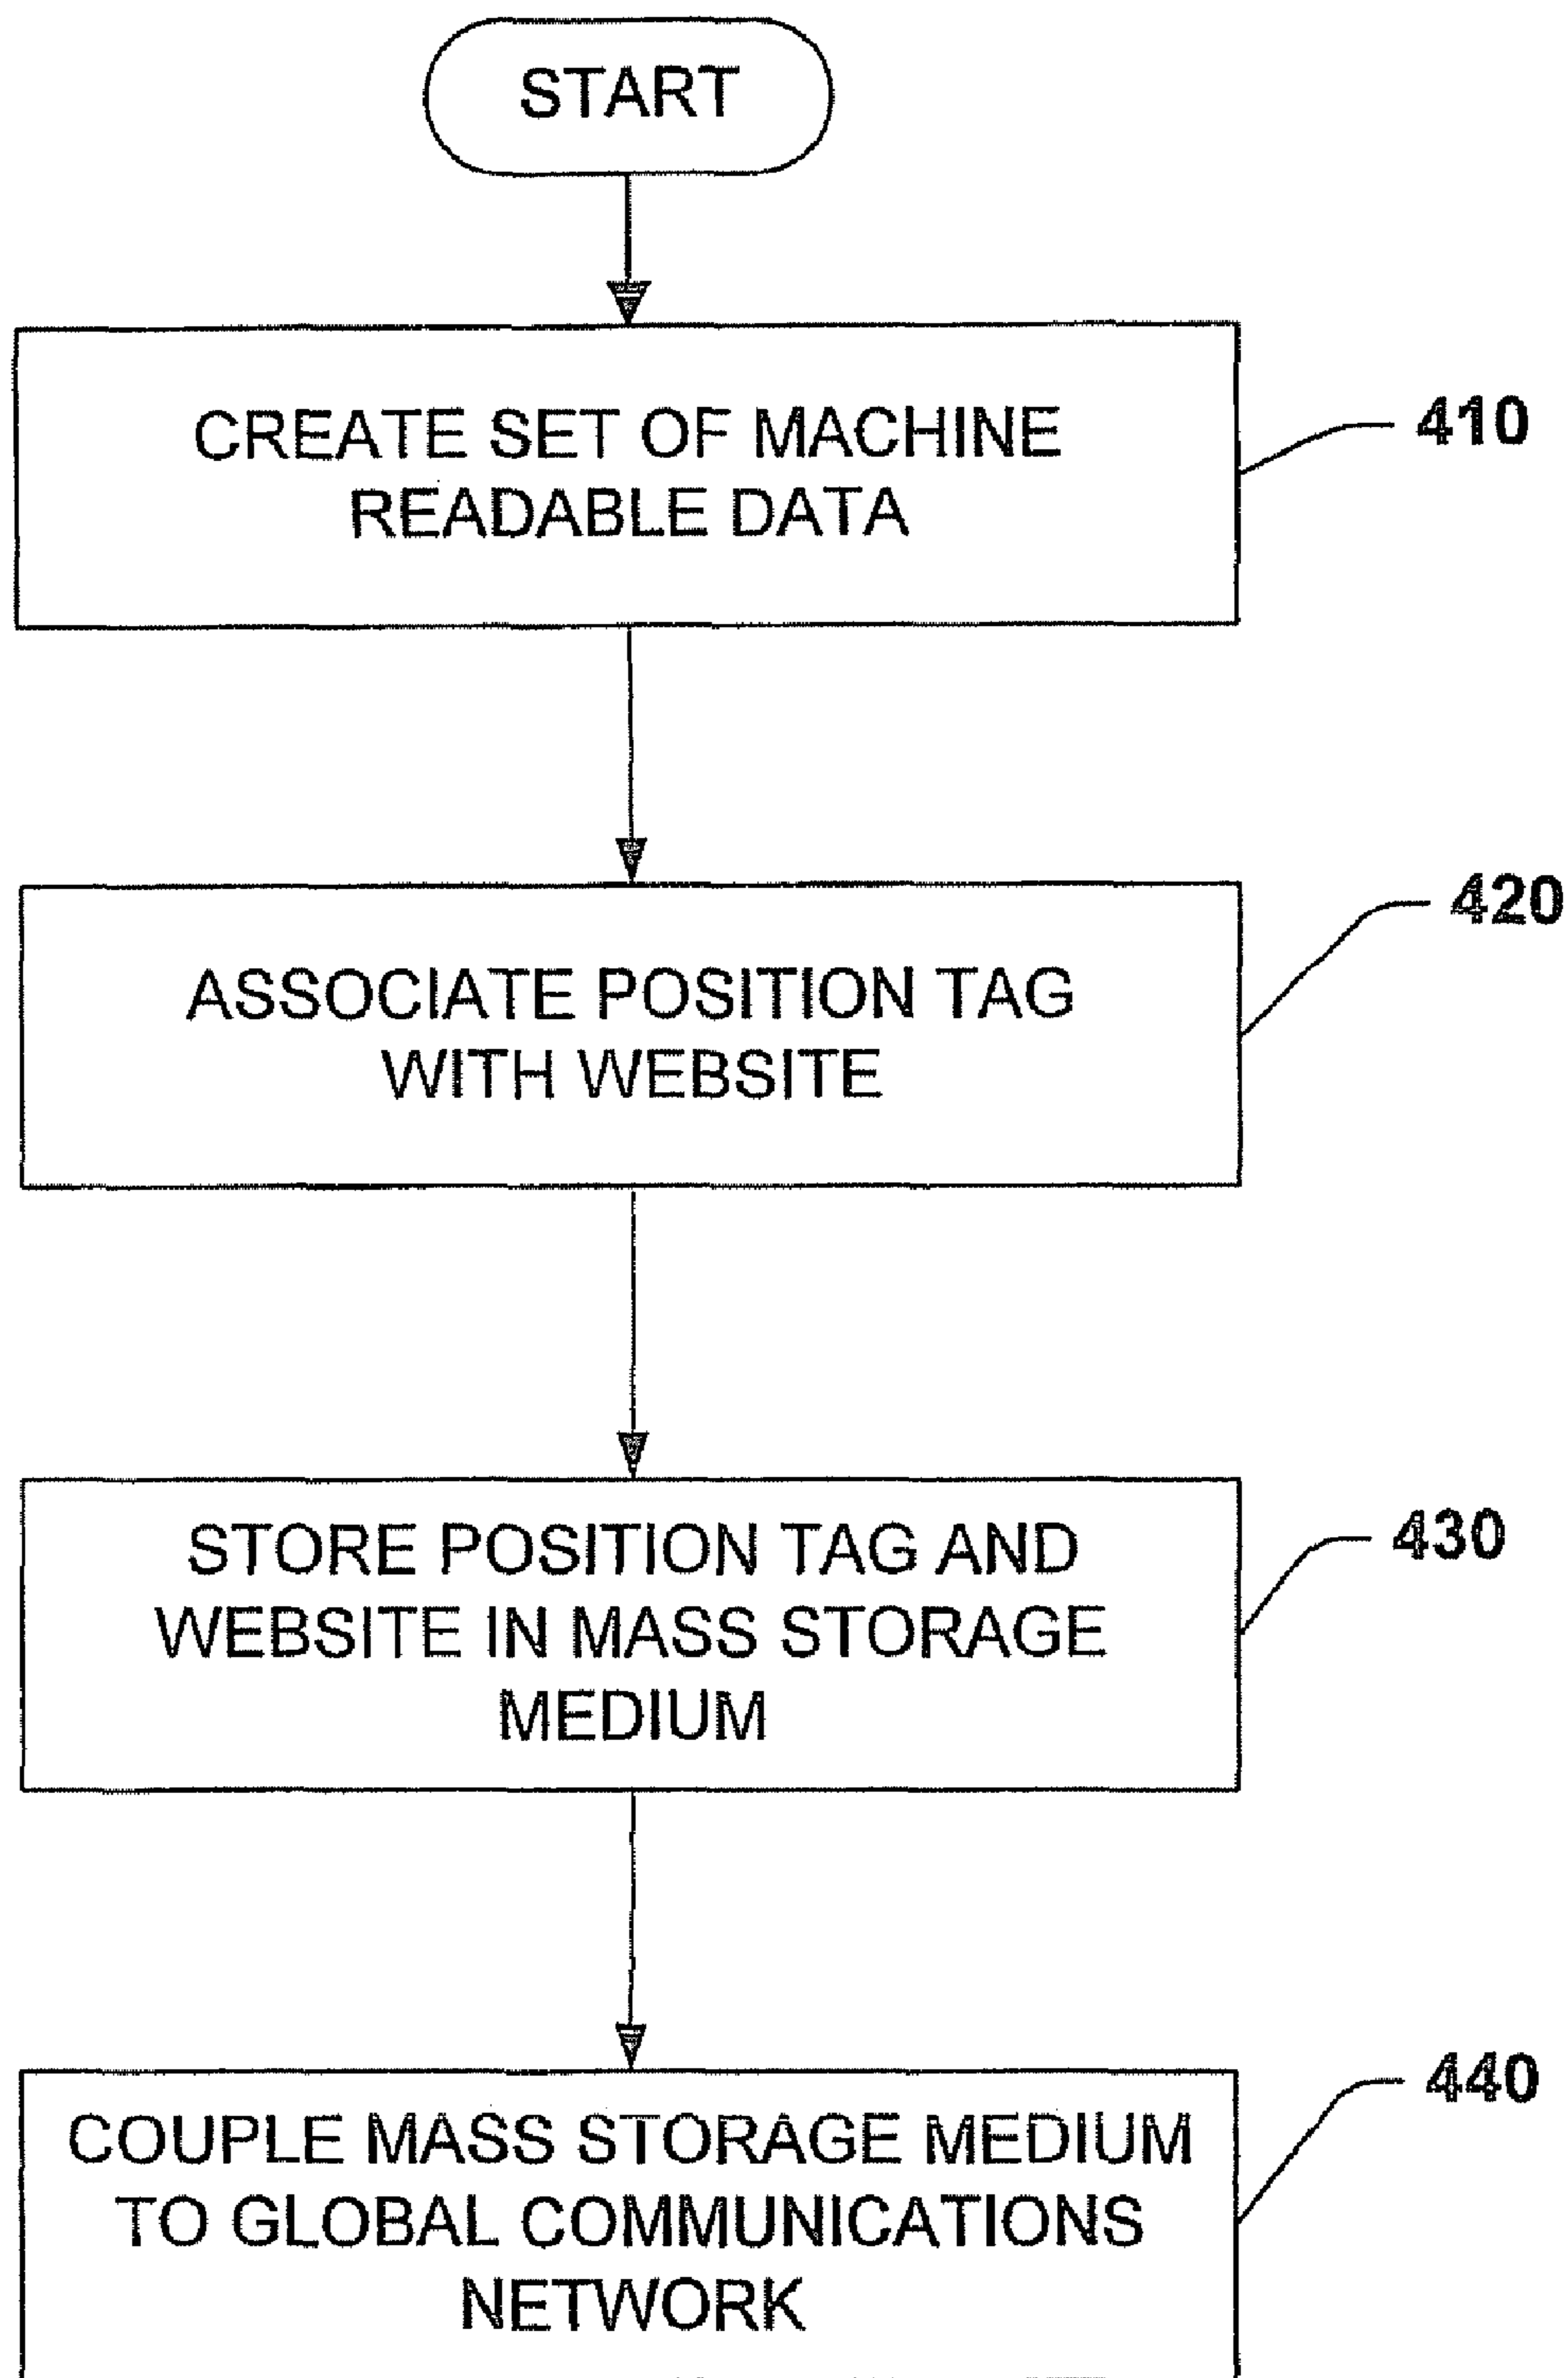 START
CREATE SET OF MACHINE
READABLE DATA
410
ASSOCIATE POSITION TAG
WITH WEBSITE
420
STORE POSITION TAG AND
WEBSITE IN MASS STORAGE
MEDIUM
430
COUPLE MASS STORAGE MEDIUM
TO GLOBAL COMMUNICATIONS
NETWORK
440